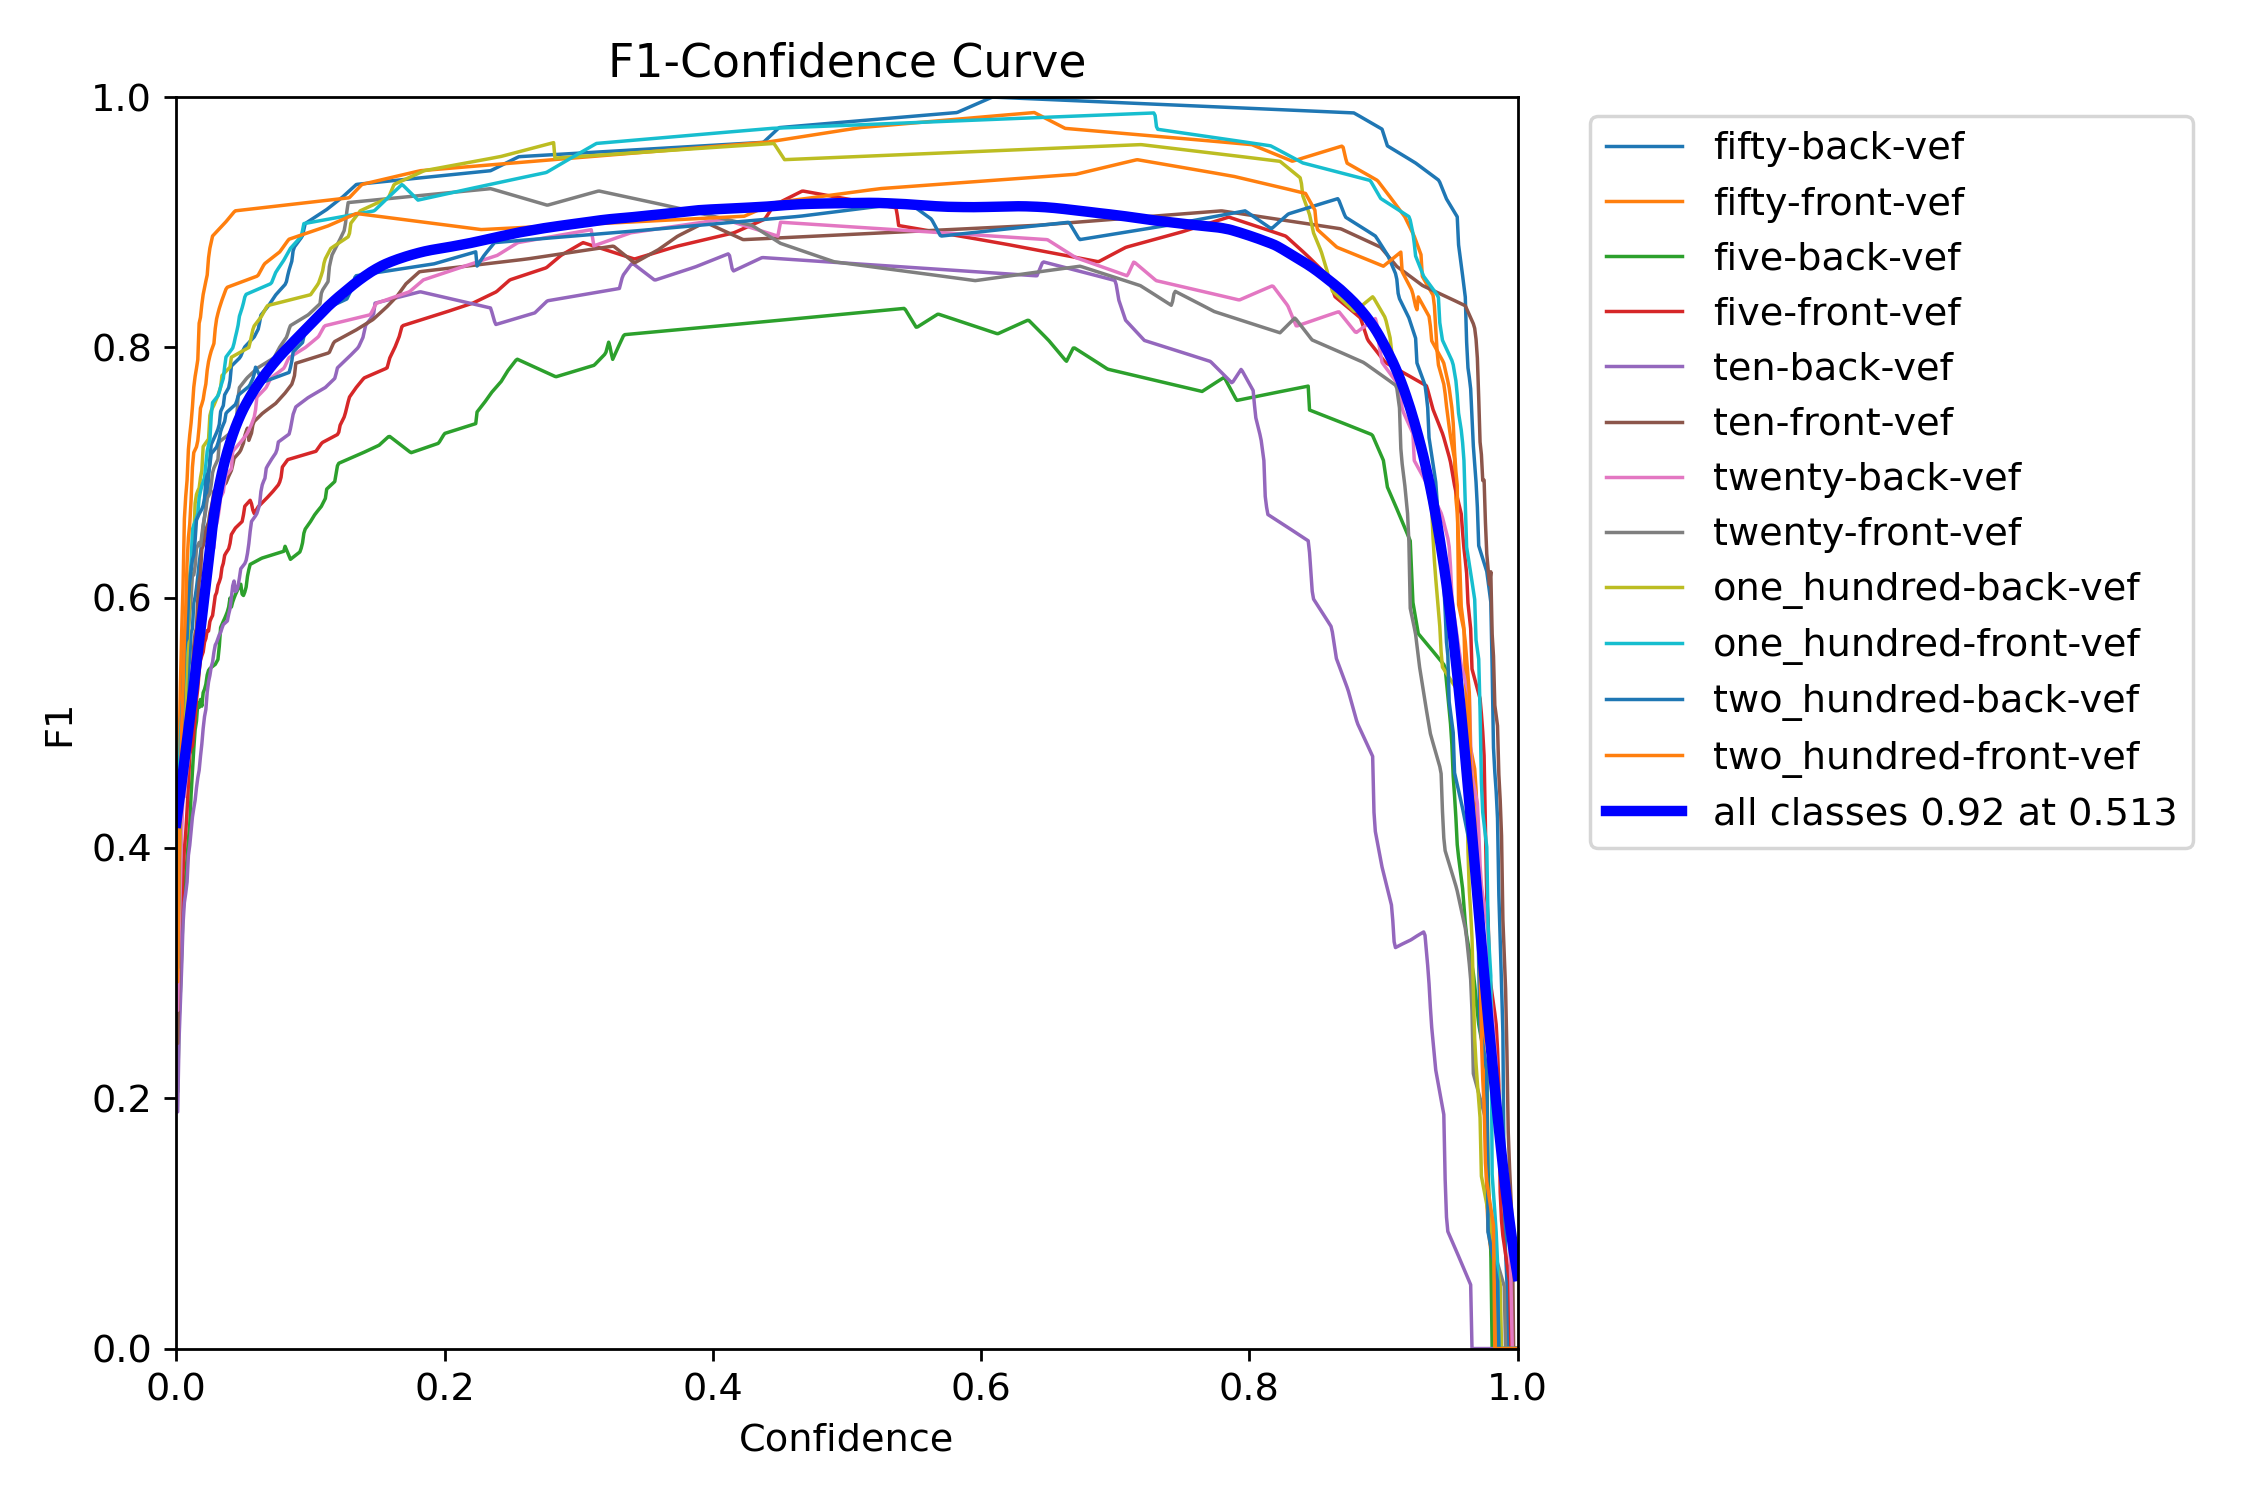 F1-Confidence Curve
1.0
0.8
0.6
0.4
0.2
0.0
F1
0.0 0.2 0.4 0.6 0.8 1.0
Confidence
fifty-back-vef
fifty-front-vef
five-back-vef
five-front-vef
ten-back-vef
ten-front-vef
twenty-back-vef
twenty-front-vef
one_hundred-back-vef
one_hundred-front-vef
two_hundred-back-vef
two_hundred-front-vef
all classes 0.92 at 0.513